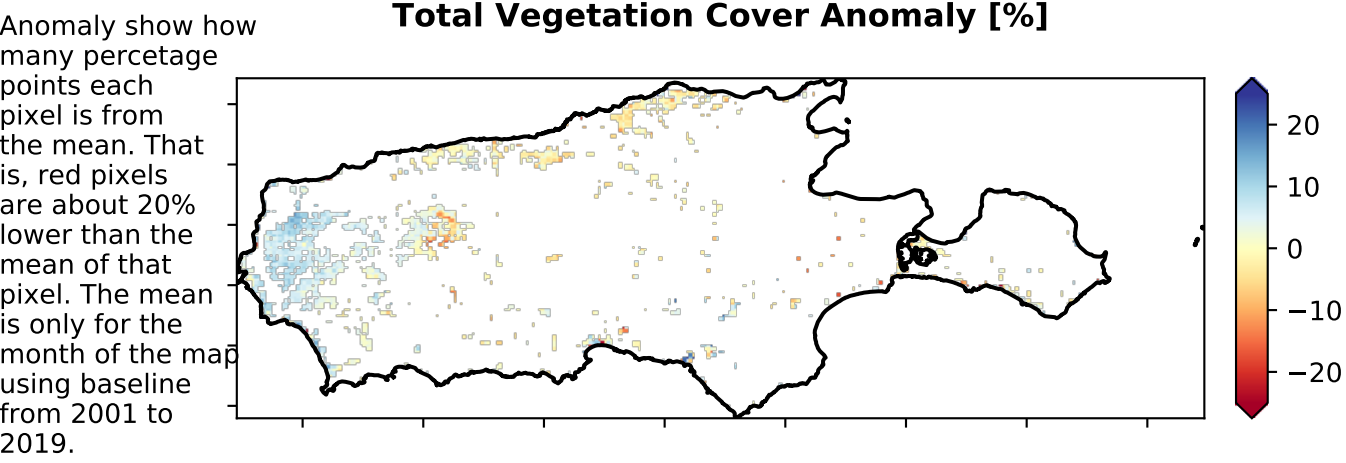 Total Vegetation Cover Anomaly [%]
Anomaly show how
many percetage
points each
pixel is from
the mean. That
is, red pixels
are about 20%
lower than the
mean of that
pixel. The mean
is only for the
month of the map
using baseline
from 2001 to
2019.
20
10
0
−10
−20